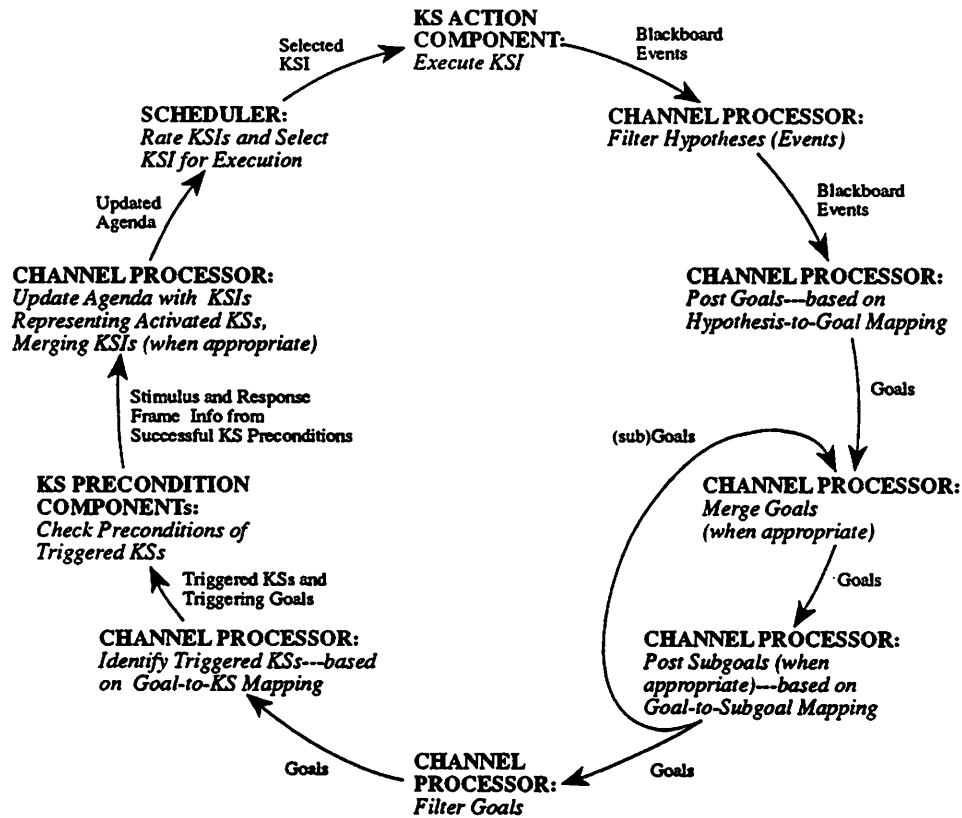 KS ACTION
COMPONENT:
Execute KSI
Blackboard
Events
CHANNEL PROCESSOR:
Filter Hypotheses (Events)
Blackboard
Events
CHANNEL PROCESSOR:
Post Goals---based on
Hypothesis-to-Goal Mapping
Goals
(sub)Goals
CHANNEL PROCESSOR:
Merge Goals
(when appropriate)
Goals
CHANNEL PROCESSOR:
Post Subgoals (when
appropriate)---based on
Goal-to-Subgoal Mapping
Goals
CHANNEL
PROCESSOR:
Filter Goals
Goals
CHANNEL PROCESSOR:
Identify Triggered KSs---based
on Goal-to-KS Mapping
Triggered KSs and
Triggering Goals
KS PRECONDITION
COMPONENTs:
Check Preconditions of
Triggered KSs
Stimulus and Response
Frame Info from
Successful KS Preconditions
CHANNEL PROCESSOR:
Update Agenda with KSIs
Representing Activated KSs,
Merging KSIs (when appropriate)
Updated
Agenda
SCHEDULER:
Rate KSIs and Select
KSI for Execution
Selected
KSI